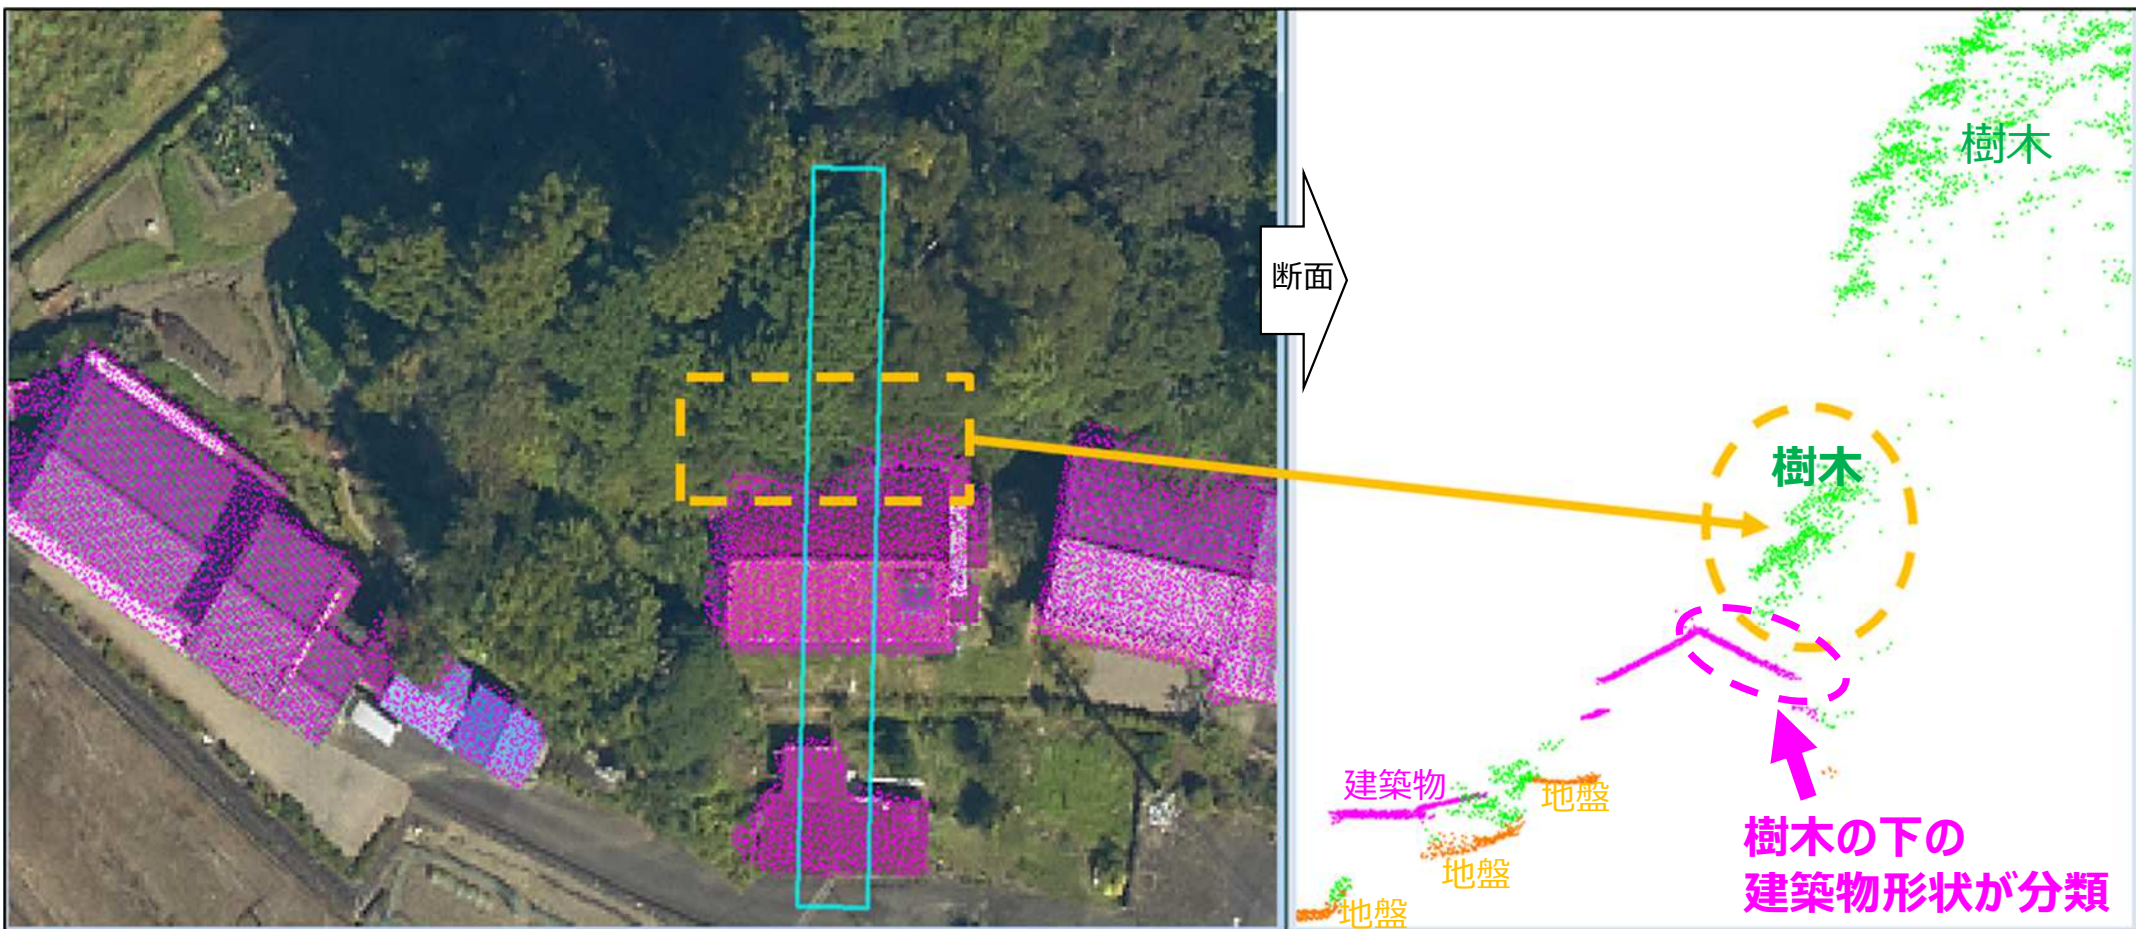 樹木
断面
樹木
建築物
地盤
地盤
地盤
樹木の下の
建築物形状が分類